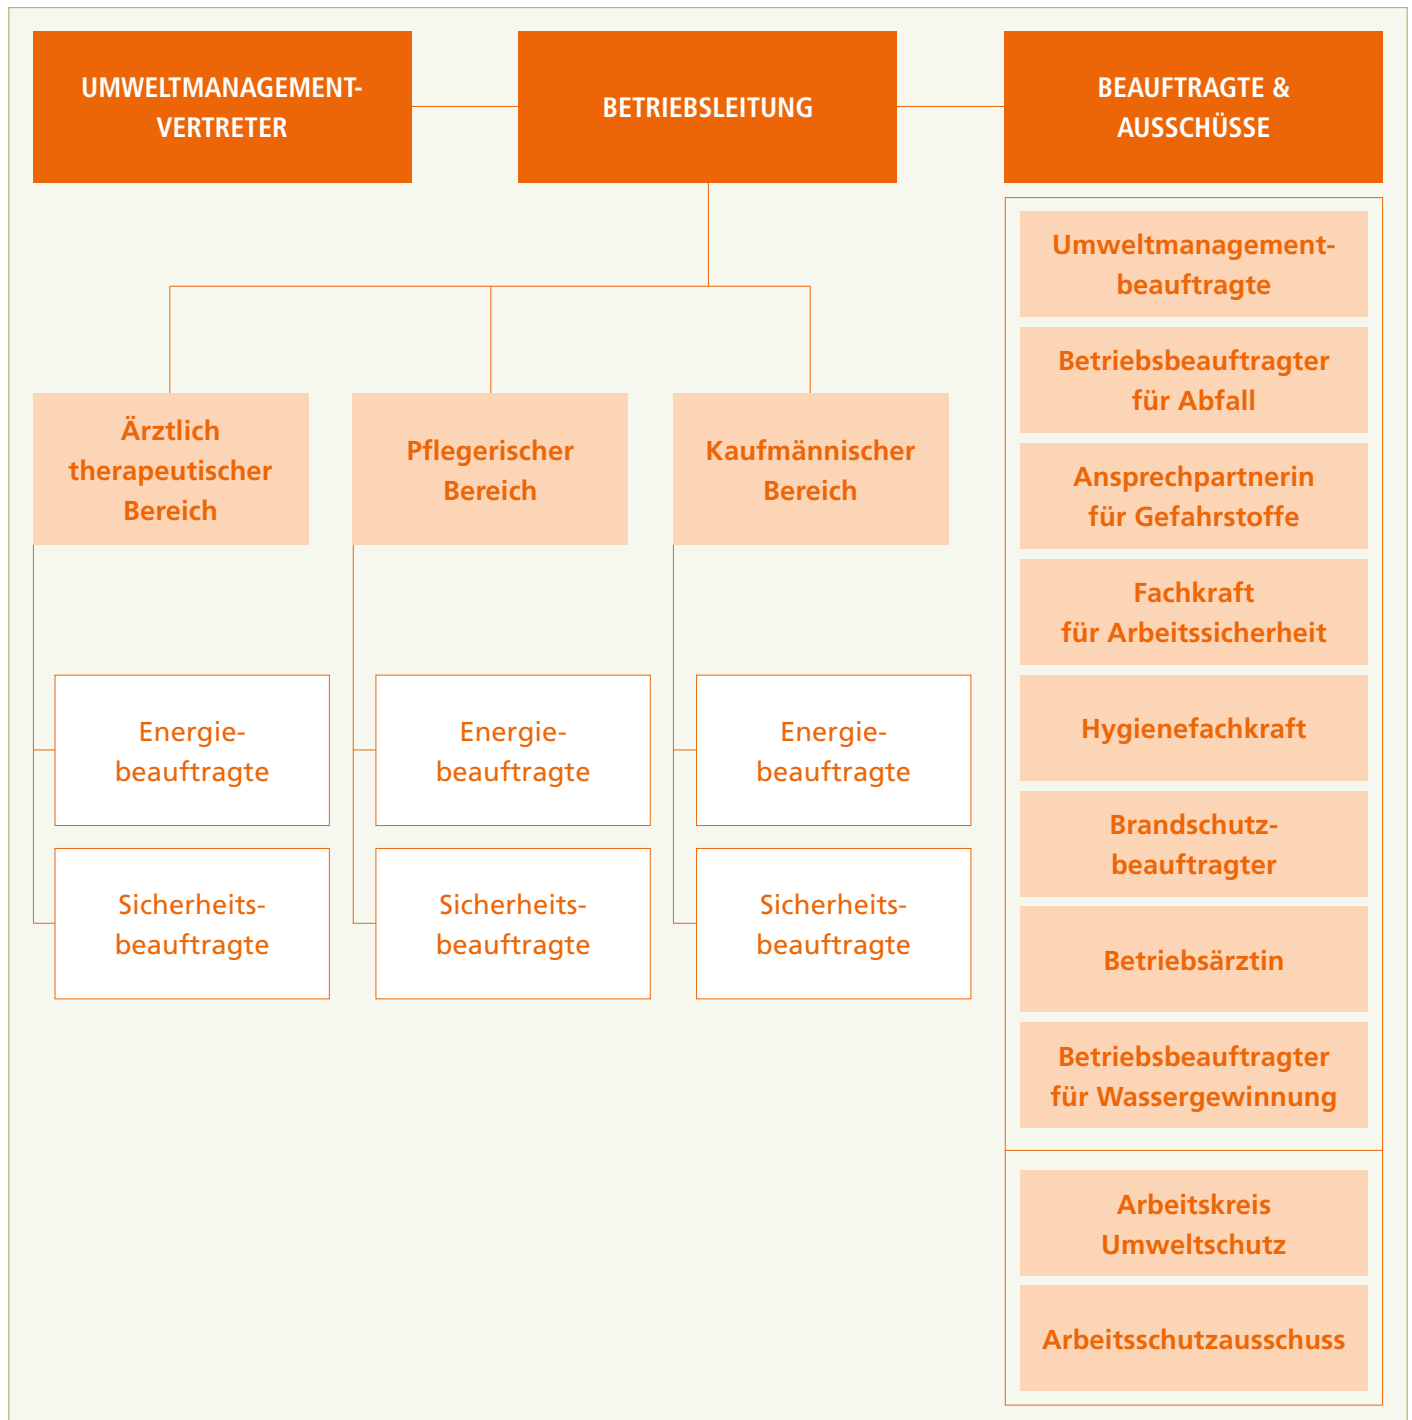 UMWELTMANAGEMENT-
VERTRETER
BETRIEBSLEITUNG
BEAUFTRAGTE &
AUSSCHÜSSE
Ärztlich
therapeutischer
Bereich
Pflegerischer
Bereich
Kaufmännischer
Bereich
Energie-
beauftragte
Energie-
beauftragte
Energie-
beauftragte
Sicherheits-
beauftragte
Sicherheits-
beauftragte
Sicherheits-
beauftragte
Umweltmanagement-
beauftragte
Betriebsbeauftragter
für Abfall
Ansprechpartnerin
für Gefahrstoffe
Fachkraft
für Arbeitssicherheit
Hygienefachkraft
Brandschutz-
beauftragter
Betriebsärztin
Betriebsbeauftragter
für Wassergewinnung
Arbeitskreis
Umweltschutz
Arbeitsschutzausschuss